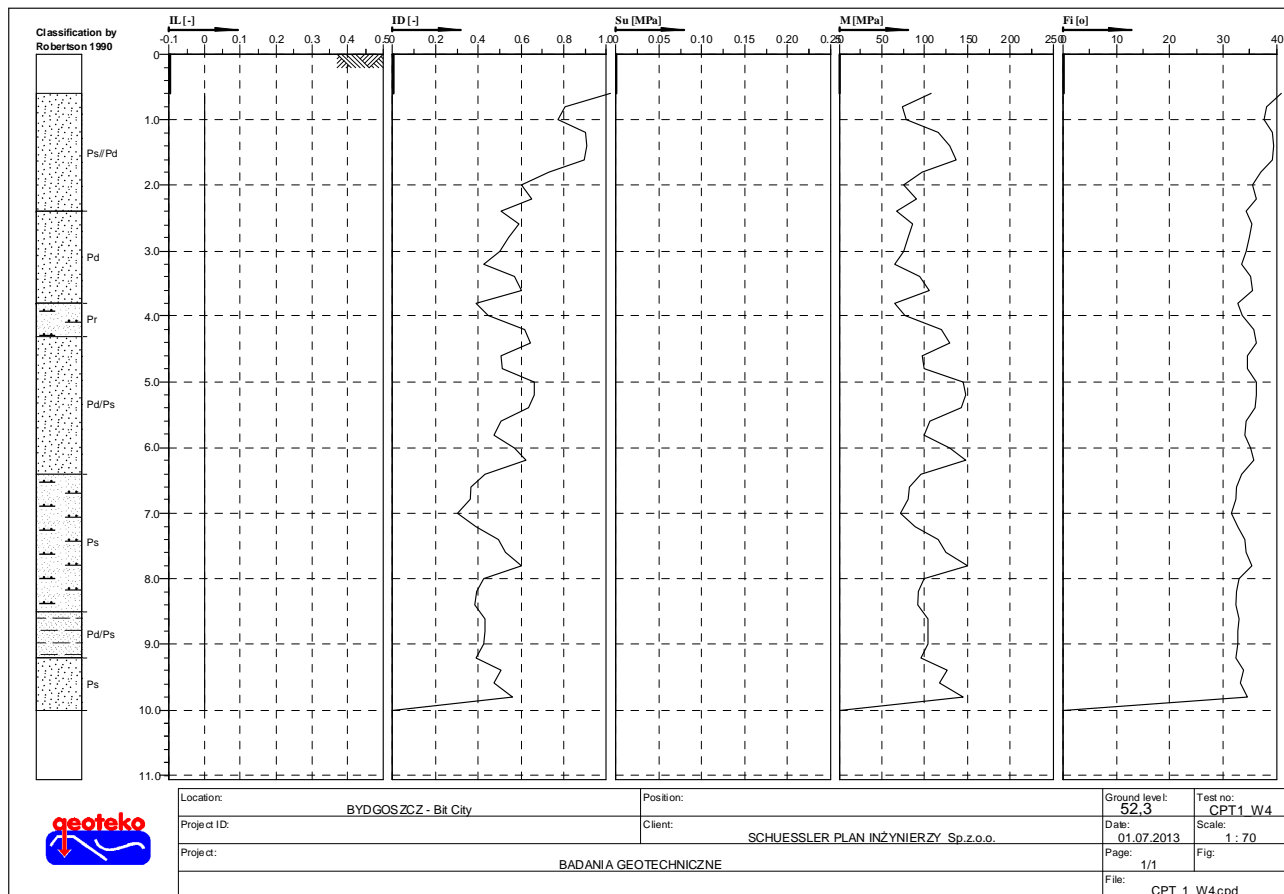 Classification by
Robertson 1990
IL [-]
-0.1 0 0.1 0.2 0.3 0.4 0.5
ID [-]
0 0.2 0.4 0.6 0.8 1.0
Su [MPa]
0 0.05 0.10 0.15 0.20 0.25
M [MPa]
0 50 100 150 200 250
Fi [o]
0 10 20 30 40
0
1.0
2.0
3.0
4.0
5.0
6.0
7.0
8.0
9.0
10.0
11.0
Ps//Pd
Pd
Pr
Pd/Ps
Ps
Pd/Ps
Ps
geoteko
Location:
BYDGOSZCZ - Bit City
Position:
Ground level:
52,3
Test no:
CPT1_W4
Project ID:
Client:
SCHUESSLER PLAN INŻYNIERZY Sp.z.o.o.
Date:
01.07.2013
Scale:
1 : 70
Project:
BADANIA GEOTECHNICZNE
Page:
1/1
Fig:
File:
CPT_1_W4.cpd